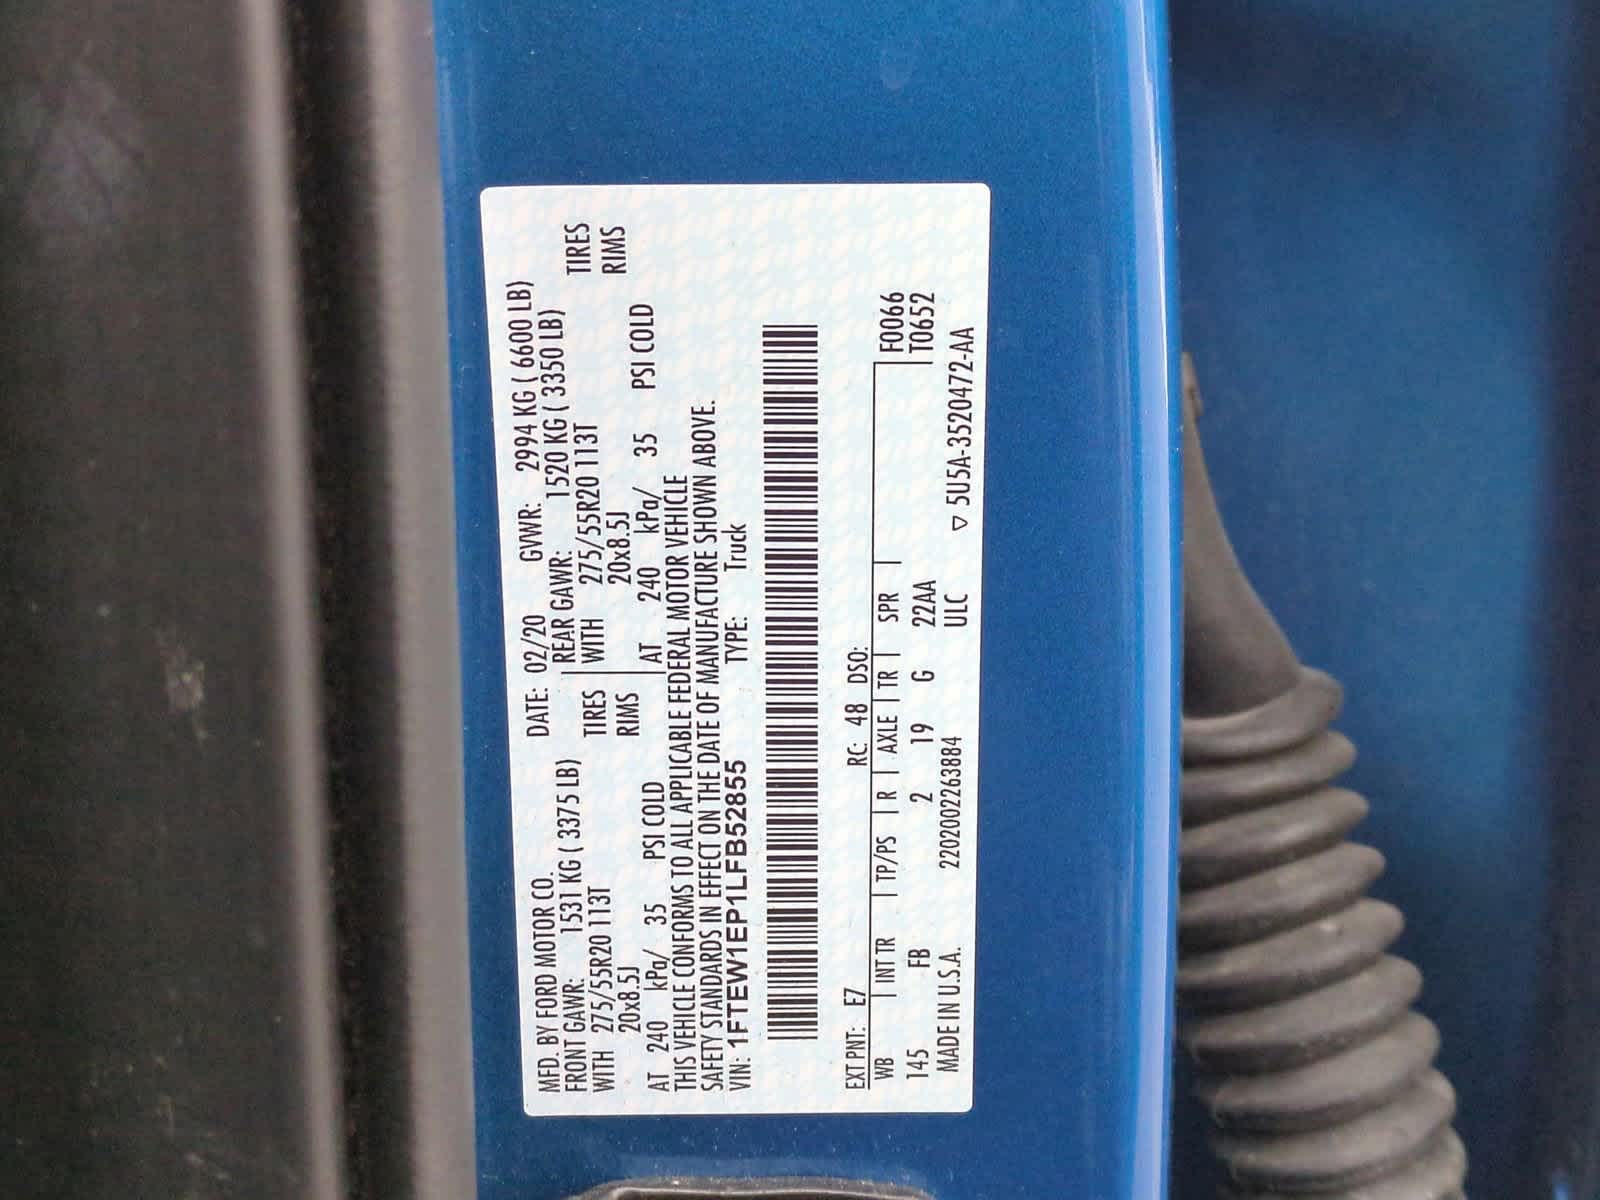 MFD. BY FORD MOTOR CO. DATE: 02/20 GVWR: 2994 KG ( 6600 LB)
FRONT GAWR: 1531 KG ( 3375 LB) REAR GAWR: 1520 KG ( 3350 LB)
WITH 275/55R20 113T TIRES WITH 275/55R20 113T TIRES
20x8.5J RIMS 20x8.5J RIMS
AT 240 kPa/ 35 PSI COLD AT 240 kPa/ 35 PSI COLD
THIS VEHICLE CONFORMS TO ALL APPLICABLE FEDERAL MOTOR VEHICLE
SAFETY STANDARDS IN EFFECT ON THE DATE OF MANUFACTURE SHOWN ABOVE.
VIN: 1FTEW1EP1LFB52855 TYPE: Truck
EXT PNT: E7 RC: 48 DSO:
WB INT TR TP/PS R AXLE TR SPR F0066
145 FB 2 19 G 22AA T0652
MADE IN U.S.A. 2202002263884 ULC ▽ 5U5A-3520472-AA